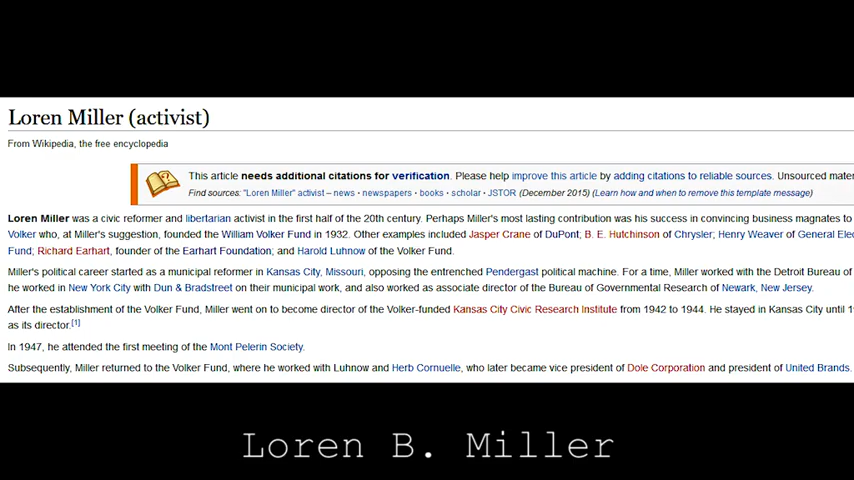 Loren Miller (activist)
From Wikipedia, the free encyclopedia
This article needs additional citations for verification. Please help improve this article by adding citations to reliable sources. Unsourced
Find sources: "Loren Miller" activist – news · newspapers · books · scholar · JSTOR (December 2015) (Learn how and when to remove this template message)
Loren Miller was a civic reformer and libertarian activist in the first half of the 20th century. Perhaps Miller's most lasting contribution was his success in convincing business magnates to
Volker who, at Miller's suggestion, founded the William Volker Fund in 1932. Other examples included Jasper Crane of DuPont; B. E. Hutchinson of Chrysler; Henry Weaver of General
Fund; Richard Earhart, founder of the Earhart Foundation; and Harold Luhnow of the Volker Fund.
Miller's political career started as a municipal reformer in Kansas City, Missouri, opposing the entrenched Pendergast political machine. For a time, Miller worked with the Detroit Bureau of
he worked in New York City with Dun & Bradstreet on their municipal work, and also worked as associate director of the Bureau of Governmental Research of Newark, New Jersey.
After the establishment of the Volker Fund, Miller went on to become director of the Volker-funded Kansas City Civic Research Institute from 1942 to 1944. He stayed in Kansas City until
as its director.[1]
In 1947, he attended the first meeting of the Mont Pelerin Society.
Subsequently, Miller returned to the Volker Fund, where he worked with Luhnow and Herb Cornuelle, who later became vice president of Dole Corporation and president of United Brands.
Loren B. Miller